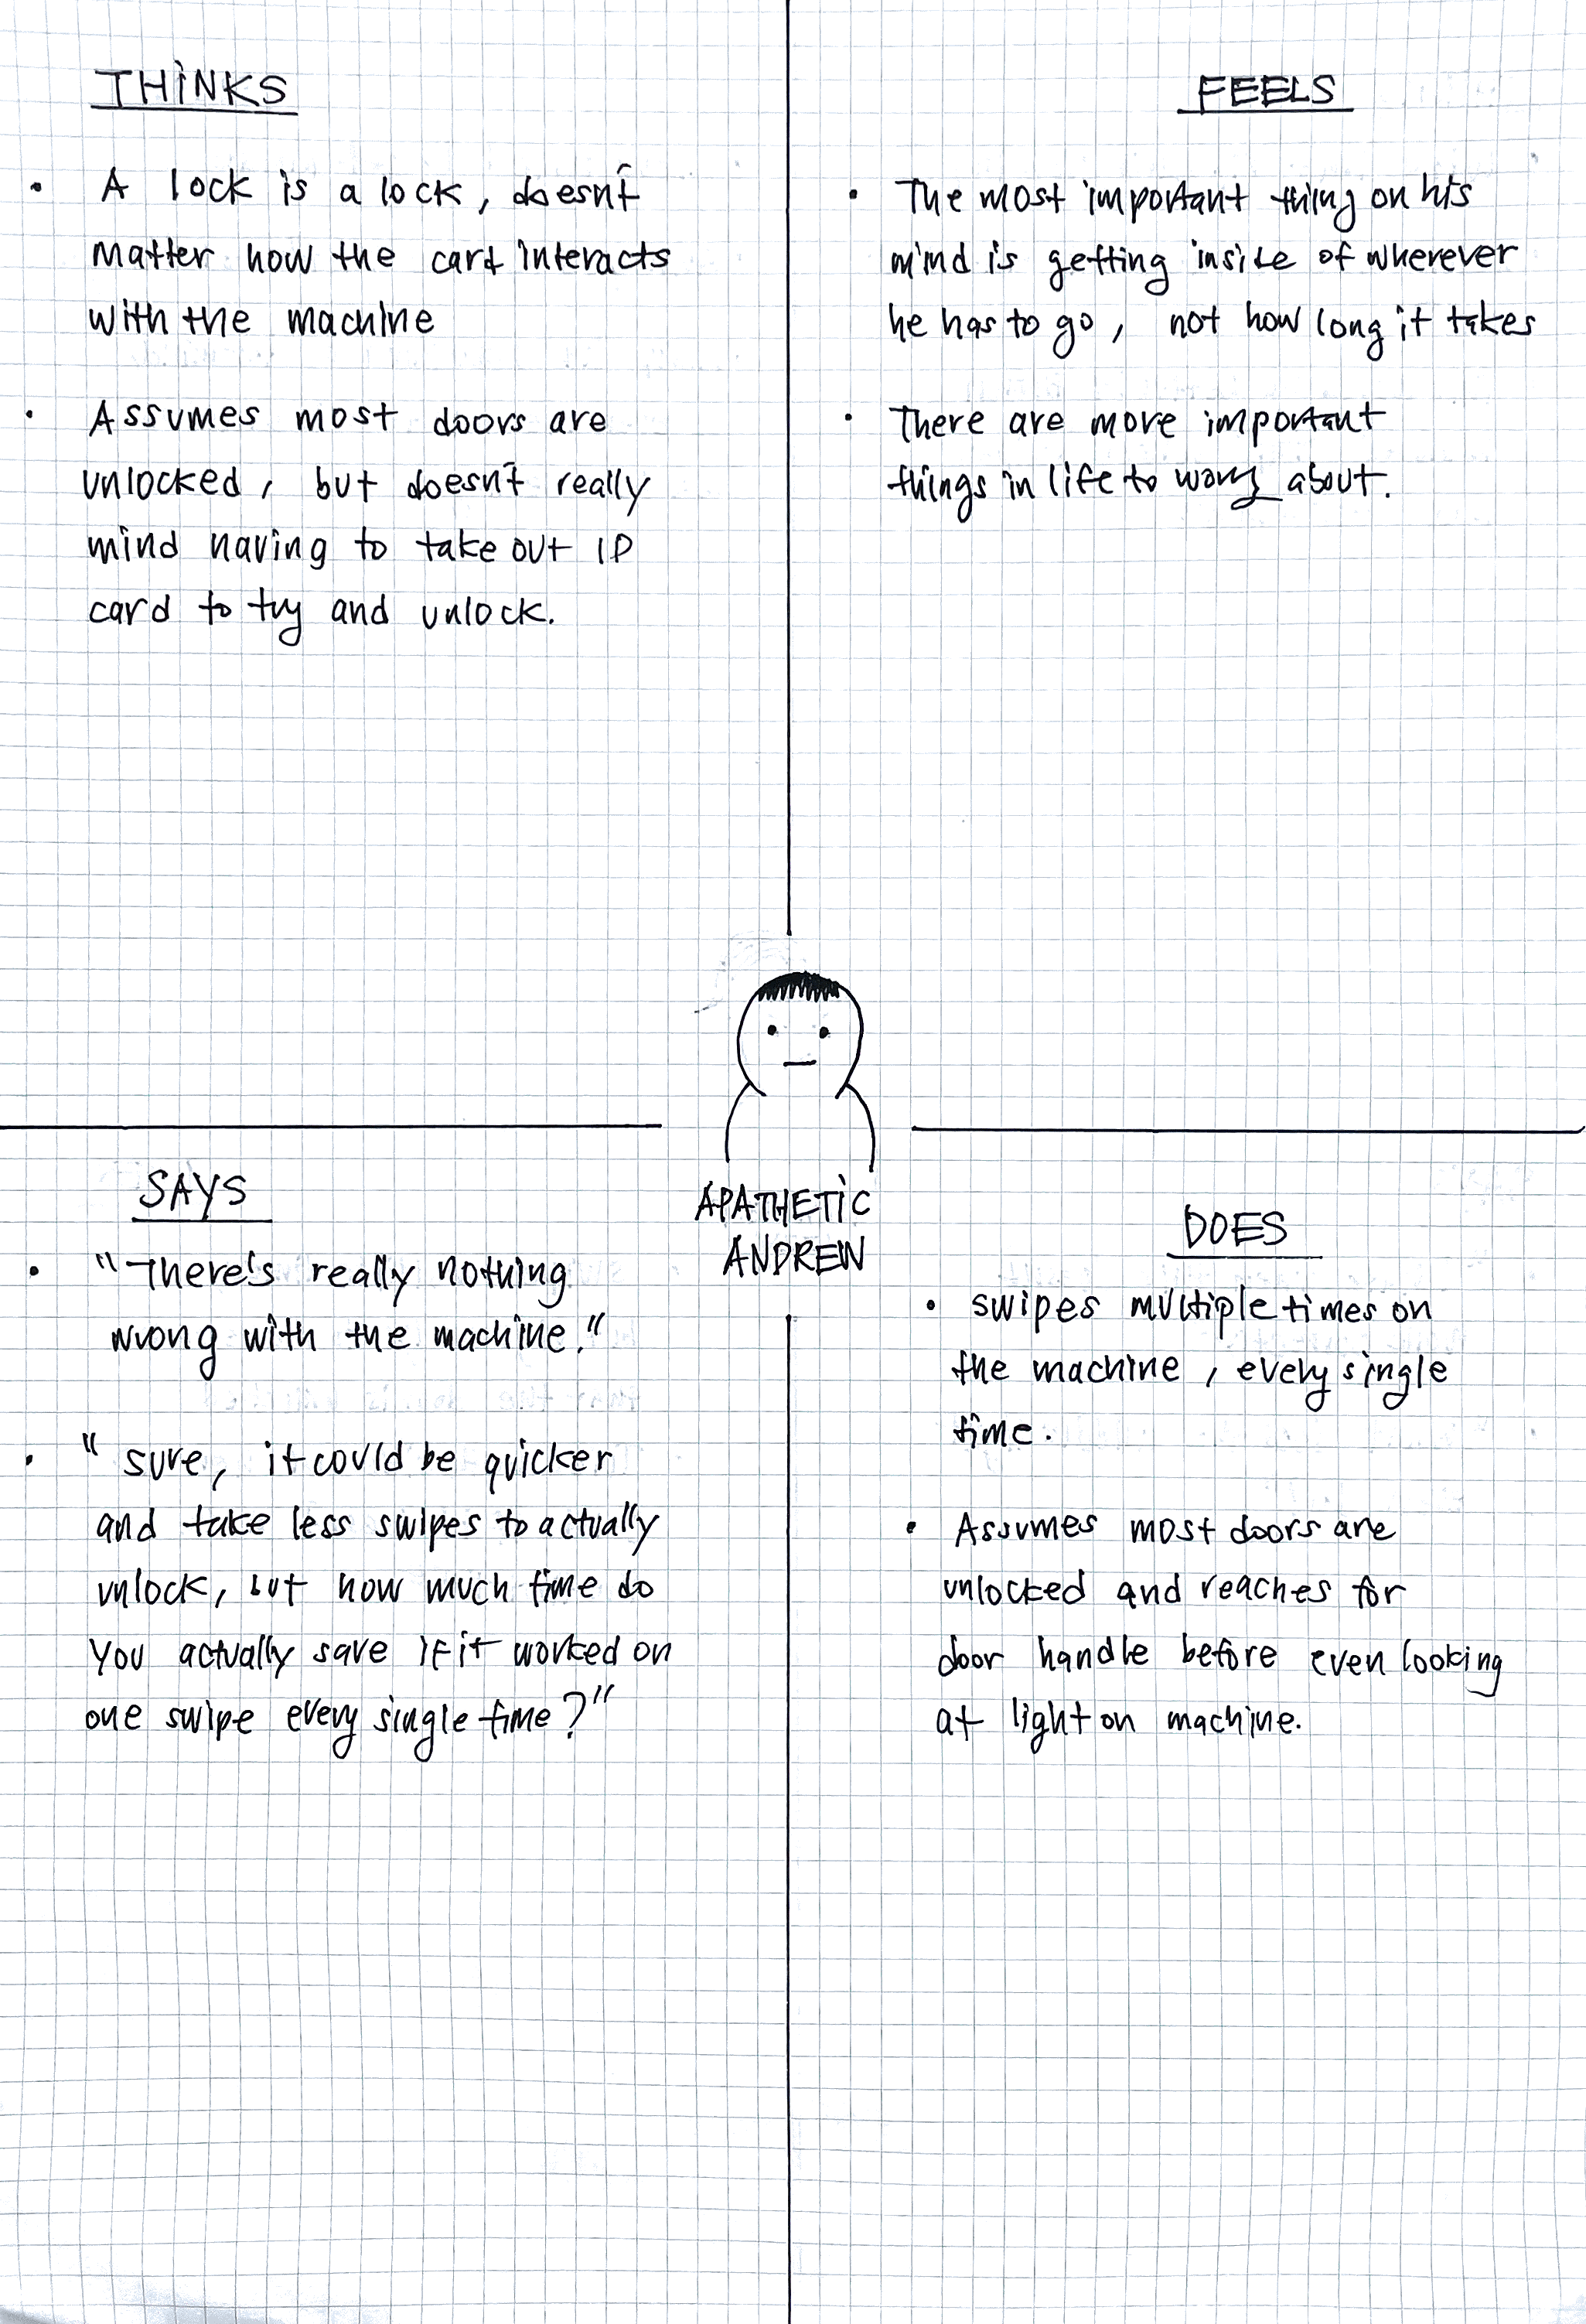 THINKS
• A lock is a lock, doesn't
matter how the card interacts
with the machine
• Assumes most doors are
unlocked, but doesn't really
mind having to take out ID
card to try and unlock.
FEELS
• The most important thing on his
mind is getting inside of wherever
he has to go, not how long it takes
• There are more important
things in life to worry about.
APATHETIC
ANDREW
SAYS
• "There's really nothing
wrong with the machine."
• "sure, it could be quicker
and take less swipes to actually
unlock, but how much time do
you actually save if it worked on
one swipe every single time?"
DOES
• swipes multiple times on
the machine, every single
time.
• Assumes most doors are
unlocked and reaches for
door handle before even looking
at light on machine.